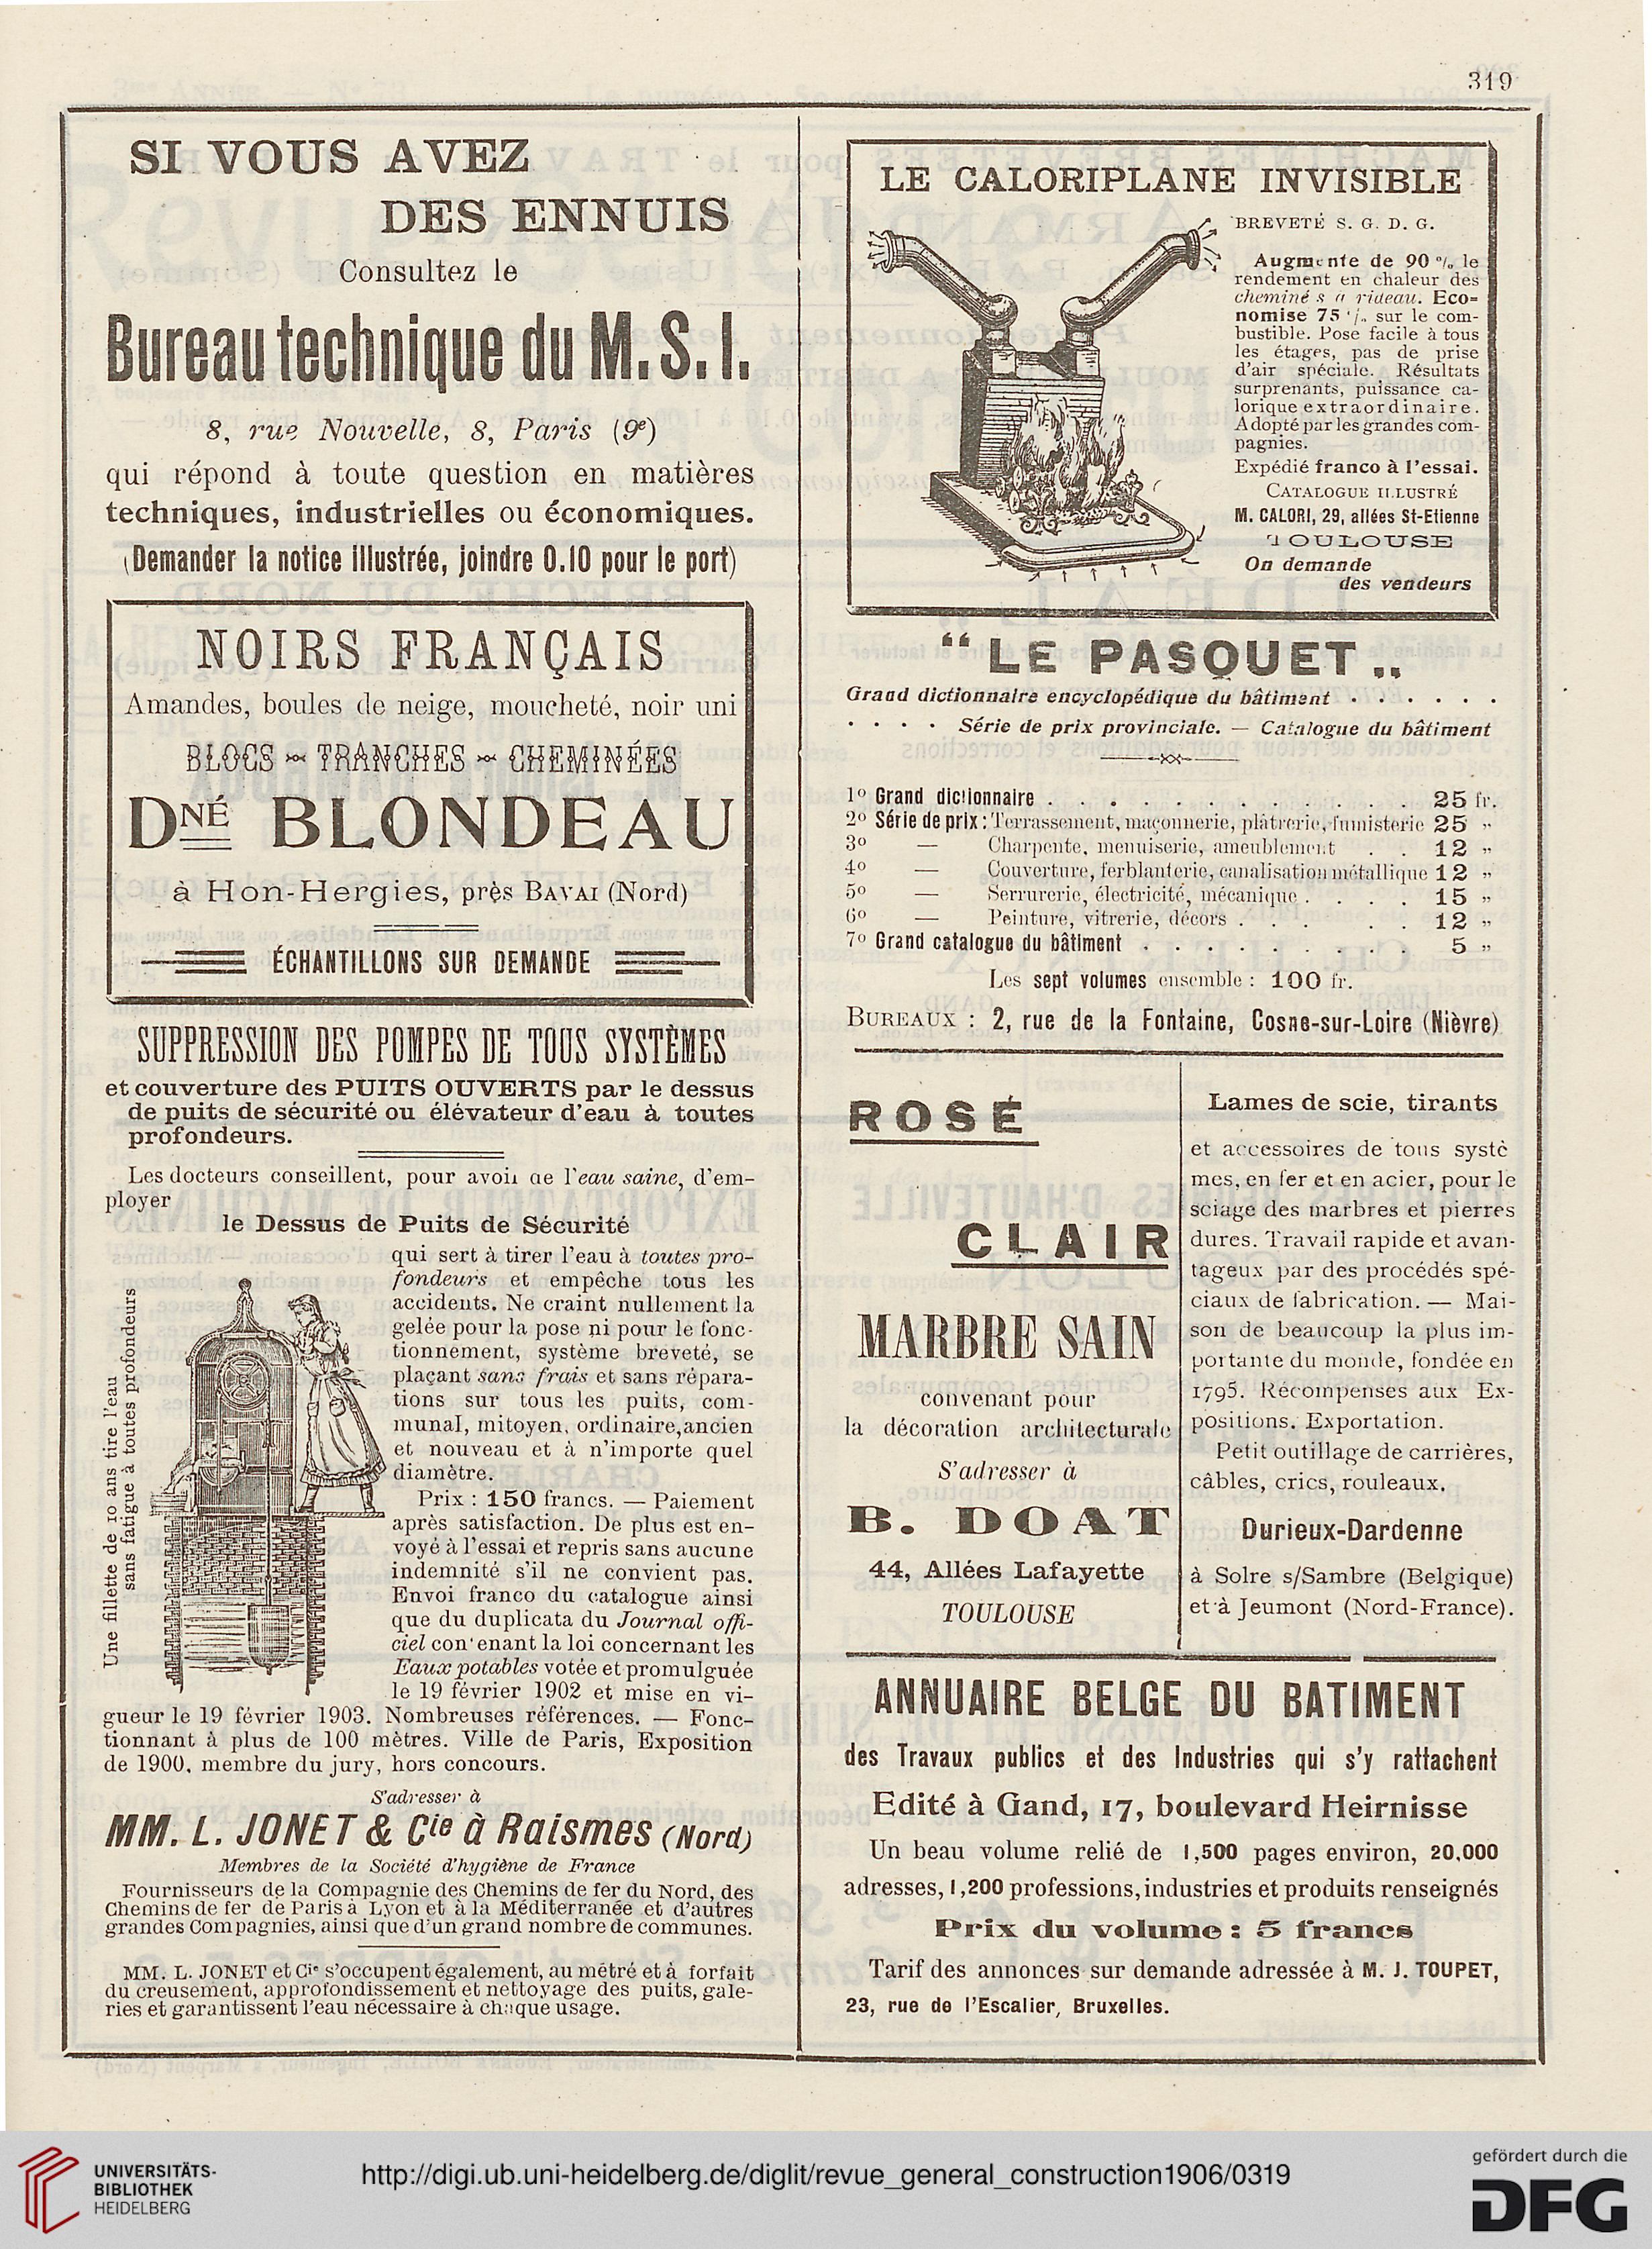 319
SI VOUS AVEZ
DES ENNUIS
Consultez le
Bureau technique du M. S. I.
8, rue Nouvelle, 8, Paris (9e)
qui répond à toute question en matières
techniques, industrielles ou économiques.
(Demander la notice illustrée, joindre 0.10 pour le port)
NOIRS FRANÇAIS
Amandes, boules de neige, moucheté, noir uni
BLOCS TRANCHES CHEMINÉES
DNÉ BLONDEAU
à Hon-Hergies, près BAVAI (Nord)
ÉCHANTILLONS SUR DEMANDE
SUPPRESSION DES POMPES DE TOUS SYSTÈMES
et couverture des PUITS OUVERTS par le dessus
de puits de sécurité ou élévateur d'eau à toutes
profondeurs.
Les docteurs conseillent, pour avoir de l'eau saine, d'em-
ployer
le Dessus de Puits de Sécurité
Une fillette de 10 ans tire l'eau
sans fatigue à toutes profondeurs
qui sert à tirer l'eau à toutes pro-
fondeurs et empêche tous les
accidents. Ne craint nullement la
gelée pour la pose ni pour le fonc-
tionnement, système breveté, se
plaçant sans frais et sans répara-
tions sur tous les puits, com-
munal, mitoyen, ordinaire, ancien
et nouveau et à n'importe quel
diamètre.
Prix : 150 francs. — Paiement
après satisfaction. De plus est en-
voyé à l'essai et repris sans aucune
indemnité s'il ne convient pas.
Envoi franco du catalogue ainsi
que du duplicata du Journal offi-
ciel con'enant la loi concernant les
Eaux potables votée et promulguée
le 19 février 1902 et mise en vi-
gueur le 19 février 1903. Nombreuses références. — Fonc-
tionnant à plus de 100 mètres. Ville de Paris, Exposition
de 1900, membre du jury, hors concours.
S'adresser à
MM. L. JONET & Cie à Raismes (Nord)
Membres de la Société d'hygiène de France
Fournisseurs de la Compagnie des Chemins de fer du Nord, des
Chemins de fer de Paris à Lyon et à la Méditerranée et d'autres
grandes Compagnies, ainsi que d'un grand nombre de communes.
MM. L. JONET et Cie s'occupent également, au métré et à forfait
du creusement, approfondissement et nettoyage des puits, gale-
ries et garantissent l'eau nécessaire à chaque usage.
LE CALORIPLANE INVISIBLE
BREVETÉ S. G. D. G.
Augmente de 90 % le
rendement en chaleur des
cheminé s à rideau. Eco-
nomise 75 % sur le com-
bustible. Pose facile à tous
les étages, pas de prise
d'air spéciale. Résultats
surprenants, puissance ca-
lorique extraordinaire.
Adopté par les grandes com-
pagnies.
Expédié franco à l'essai.
CATALOGUE ILLUSTRÉ
M. CALORI, 29, allées St-Etienne
TOULOUSE
On demande
des vendeurs
“ LE PASQUET „
Grand dictionnaire encyclopédique du bâtiment . . . . . .
. . . . Série de prix provinciale. — Catalogue du bâtiment
1o Grand dictionnaire . . . . . . . . . . . . 25 fr.
2o Série de prix : Terrassement, maçonnerie, plâtrerie, fumisterie 25 „
3o — Charpente, menuiserie, ameublement . . 12 „
4o — Couverture, ferblanterie, canalisation métallique 12 „
5o — Serrurerie, électricité, mécanique . . . . 15 „
6o — Peinture, vitrerie, décors . . . . . 12 „
7o Grand catalogue du bâtiment . . . . . . . . . 5 „
Les sept volumes ensemble : 100 fr.
BUREAUX : 2, rue de la Fontaine, Cosne-sur-Loire (Nièvre)
ROSÉ
CLAIR
MARBRE SAIN
convenant pour
la décoration architecturale
S'adresser à
B. DOAT
44, Allées Lafayette
TOULOUSE
Lames de scie, tirants
et accessoires de tous systè
mes, en fer et en acier, pour le
sciage des marbres et pierres
dures. Travail rapide et avan-
tageux par des procédés spé-
ciaux de fabrication. — Mai-
son de beaucoup la plus im-
portante du monde, fondée en
1795. Récompenses aux Ex-
positions. Exportation.
Petit outillage de carrières,
câbles, crics, rouleaux.
Durieux-Dardenne
à Solre s/Sambre (Belgique)
et à Jeumont (Nord-France).
ANNUAIRE BELGE DU BATIMENT
des Travaux publics et des Industries qui s'y rattachent
Edité à Gand, 17, boulevard Heirnisse
Un beau volume relié de 1,500 pages environ, 20.000
adresses, 1,200 professions, industries et produits renseignés
Prix du volume : 5 francs
Tarif des annonces sur demande adressée à M. J. TOUPET,
23, rue de l'Escalier, Bruxelles.
UNIVERSITÄTS-
BIBLIOTHEK
HEIDELBERG
http://digi.ub.uni-heidelberg.de/diglit/revue_general_construction1906/0319
gefördert durch die
DFG